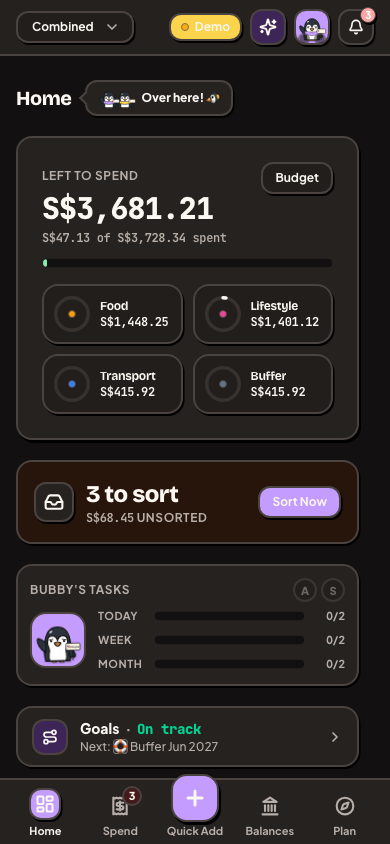 Combined
Demo
3
Home
Over here!
LEFT TO SPEND
Budget
S$3,681.21
S$47.13 of S$3,728.34 spent
Food
S$1,448.25
Lifestyle
S$1,401.12
Transport
S$415.92
Buffer
S$415.92
3 to sort
S$68.45 UNSORTED
Sort Now
BUBBY'S TASKS
A S
TODAY 0/2
WEEK 0/2
MONTH 0/2
Goals · On track
Next: Buffer Jun 2027
3
Home Spend Quick Add Balances Plan